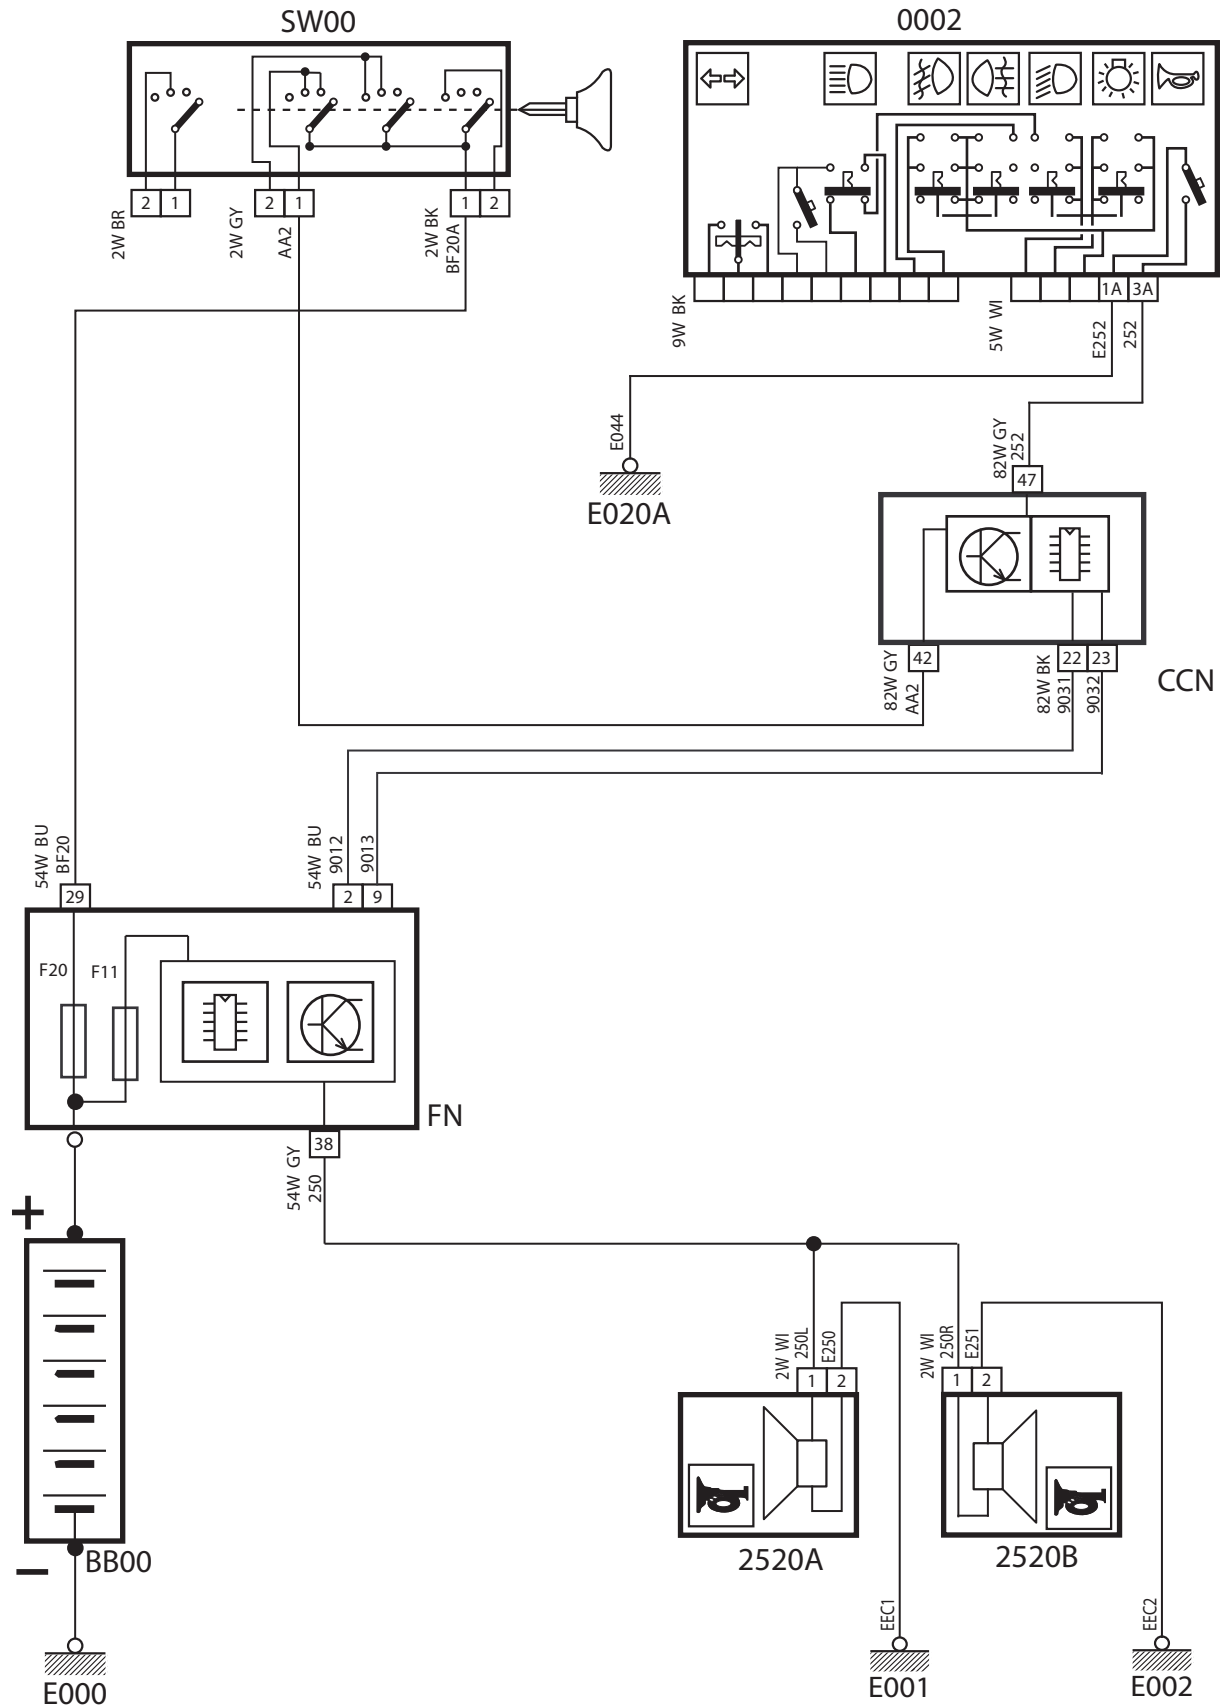 SW00
0002
2
1
2
1
1
2
2W BR
2W GY
AA2
2W BK
BF20A
1A
3A
9W BK
5W WI
E252
252
E044
E020A
82W GY
252
47
42
22
23
82W GY
AA2
82W BK
9031
9032
CCN
54W BU
BF20
54W BU
9012
9013
29
2
9
F20
F11
FN
38
54W GY
250
+
2W WI
250L
E250
2W WI
250R
E251
1
2
1
2
–
BB00
2520A
2520B
EEC1
EEC2
E000
E001
E002